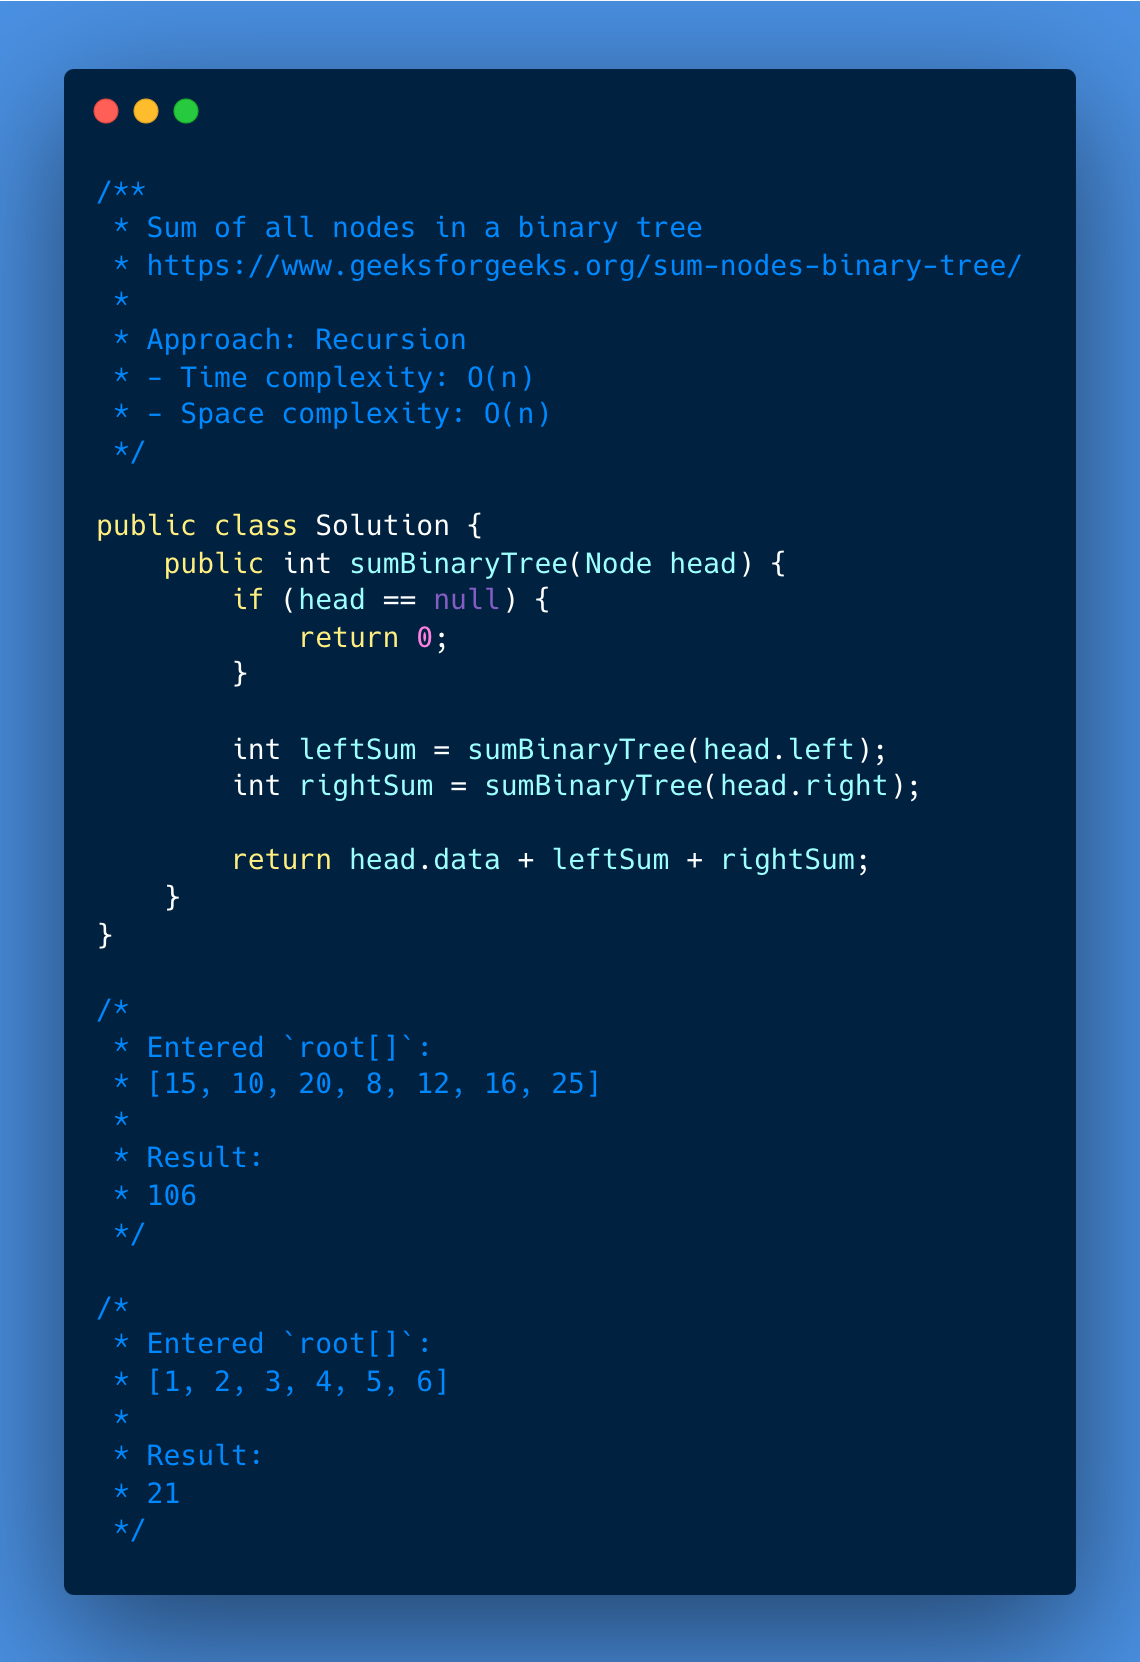 /**
 * Sum of all nodes in a binary tree
 * https://www.geeksforgeeks.org/sum-nodes-binary-tree/
 *
 * Approach: Recursion
 * - Time complexity: O(n)
 * - Space complexity: O(n)
 */

public class Solution {
    public int sumBinaryTree(Node head) {
        if (head == null) {
            return 0;
        }

        int leftSum = sumBinaryTree(head.left);
        int rightSum = sumBinaryTree(head.right);

        return head.data + leftSum + rightSum;
    }
}

/*
 * Entered `root[]`:
 * [15, 10, 20, 8, 12, 16, 25]
 *
 * Result:
 * 106
 */

/*
 * Entered `root[]`:
 * [1, 2, 3, 4, 5, 6]
 *
 * Result:
 * 21
 */